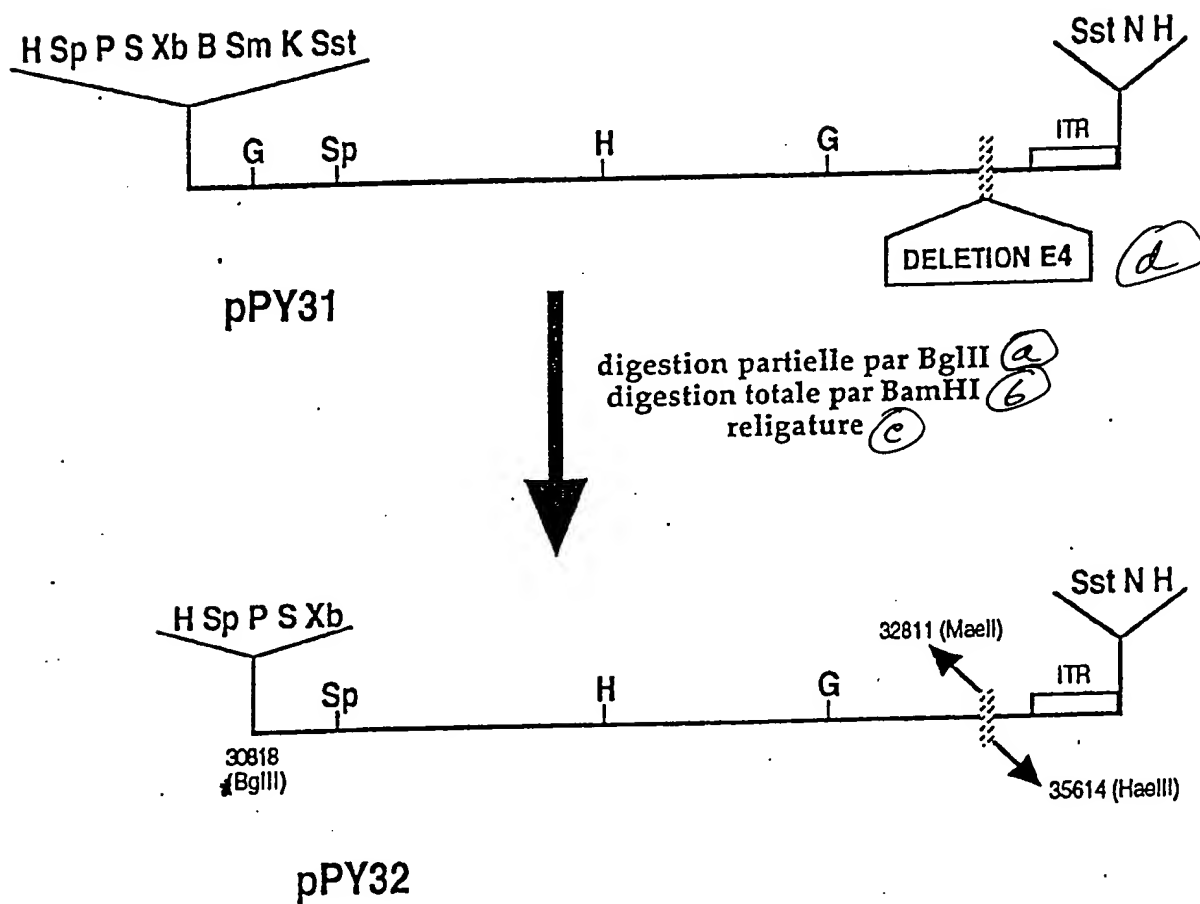 H Sp P S Xb B Sm K Sst
Sst N H
G
Sp
H
G
ITR
DELETION E4
d
pPY31
digestion partielle par BglII a
digestion totale par BamHI b
religature c
H Sp P S Xb
Sst N H
32811 (MaeII)
Sp
H
G
ITR
30818
(BglII)
35614 (HaeIII)
pPY32